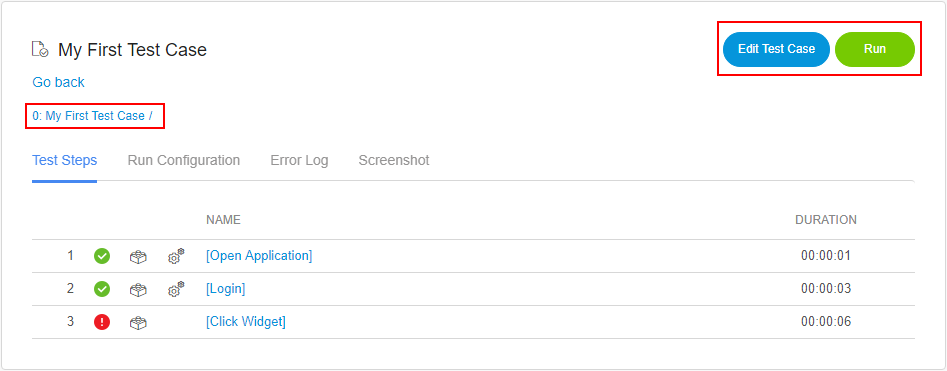 My First Test Case
Edit Test Case Run
Go back
0: My First Test Case /
Test Steps Run Configuration Error Log Screenshot
NAME DURATION
1 [Open Application] 00:00:01
2 [Login] 00:00:03
3 [Click Widget] 00:00:06